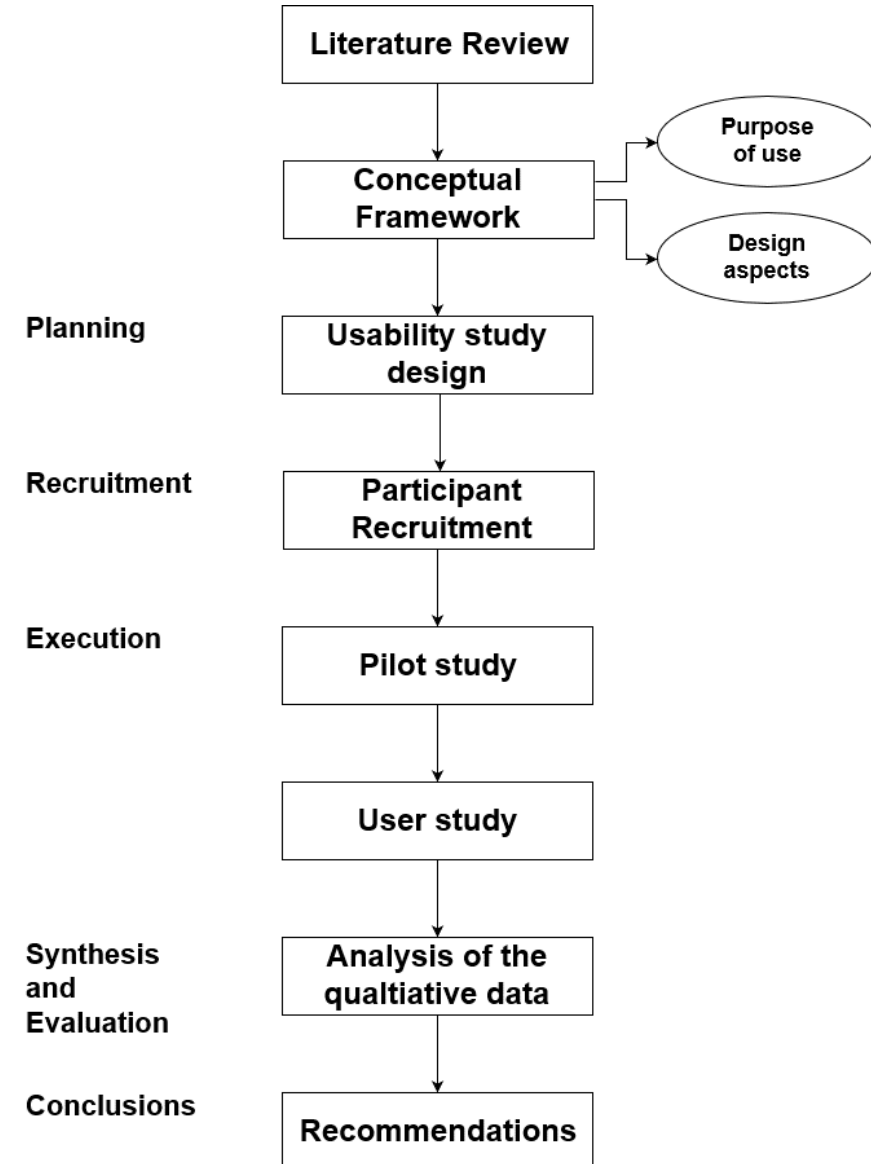 Literature Review
Purpose
of use
Conceptual
Framework
Design
aspects
Planning
Usability study
design
Recruitment
Participant
Recruitment
Execution
Pilot study
User study
Synthesis
and
Evaluation
Analysis of the
qualtiative data
Conclusions
Recommendations